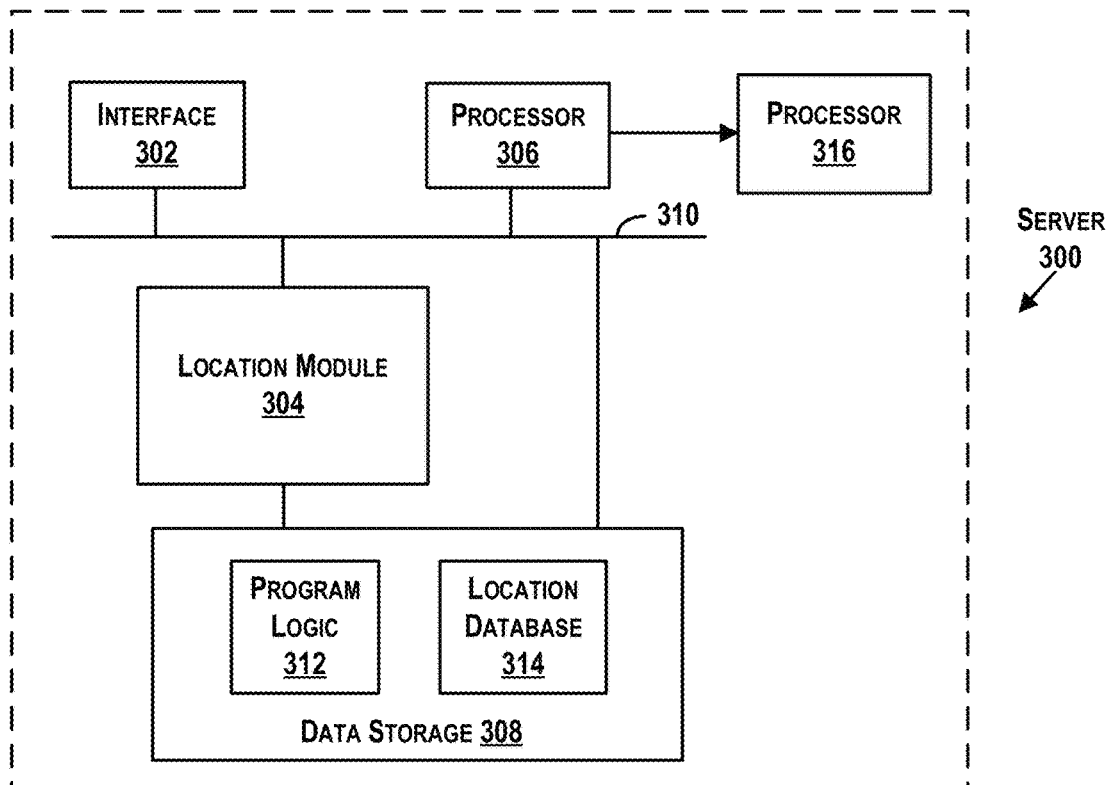 INTERFACE
302
PROCESSOR
306
PROCESSOR
316
310
SERVER
300
LOCATION MODULE
304
PROGRAM
LOGIC
312
LOCATION
DATABASE
314
DATA STORAGE 308